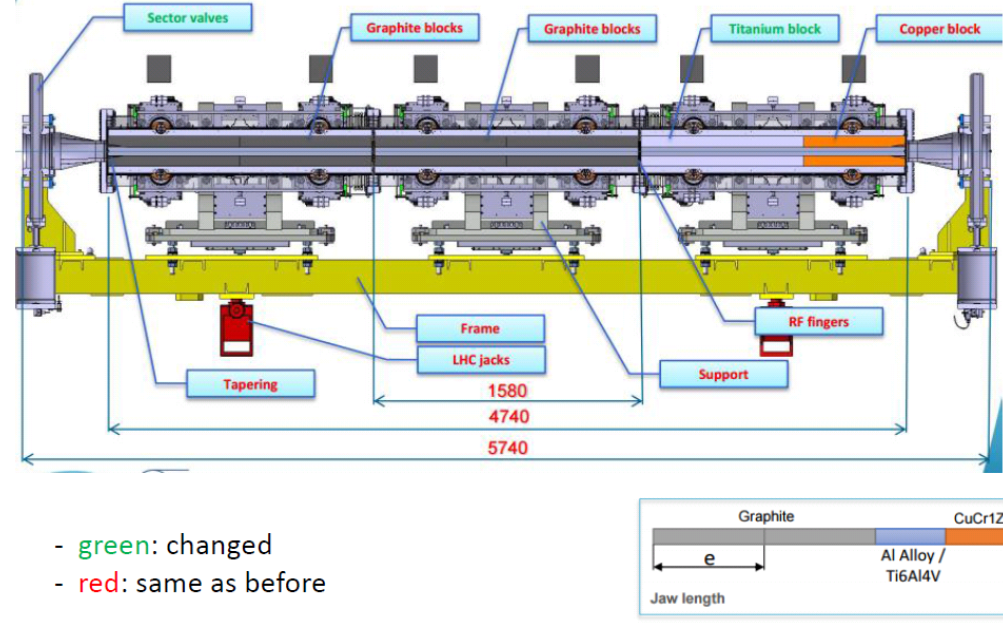 Sector valves
Graphite blocks
Graphite blocks
Titanium block
Copper block
RF fingers
Frame
LHC jacks
Support
Tapering
1580
4740
5740
- green: changed
- red: same as before
Graphite
CuCr1Z
e
Al Alloy /
Ti6Al4V
Jaw length